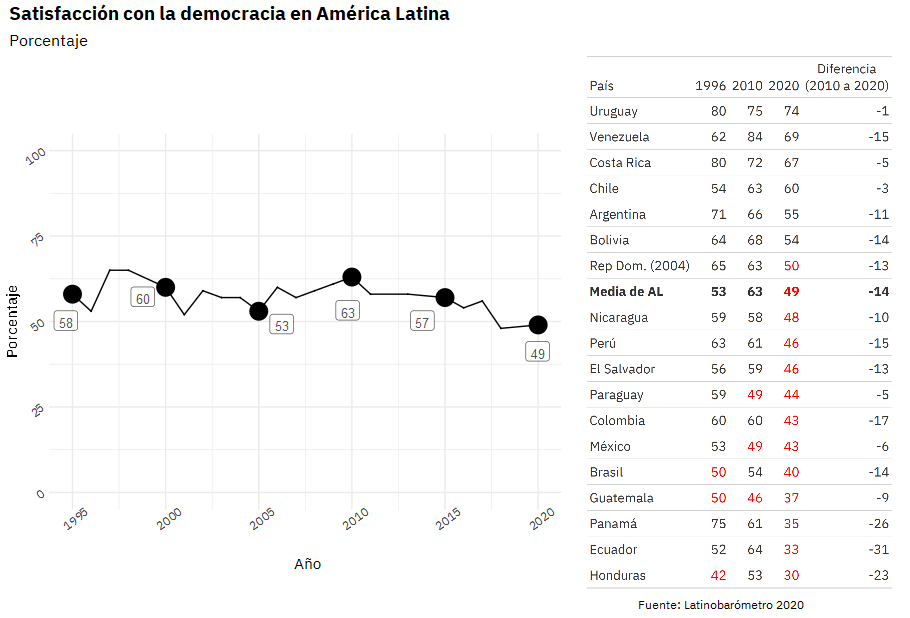 Satisfacción con la democracia en América Latina
Porcentaje
100
75
50
25
0
Porcentaje
58
60
53
63
57
49
1995
2000
2005
2010
2015
2020
Año
Diferencia
País 1996 2010 2020 (2010 a 2020)
Uruguay 80 75 74 -1
Venezuela 62 84 69 -15
Costa Rica 80 72 67 -5
Chile 54 63 60 -3
Argentina 71 66 55 -11
Bolivia 64 68 54 -14
Rep Dom. (2004) 65 63 50 -13
Media de AL 53 63 49 -14
Nicaragua 59 58 48 -10
Perú 63 61 46 -15
El Salvador 56 59 46 -13
Paraguay 59 49 44 -5
Colombia 60 60 43 -17
México 53 49 43 -6
Brasil 50 54 40 -14
Guatemala 50 46 37 -9
Panamá 75 61 35 -26
Ecuador 52 64 33 -31
Honduras 42 53 30 -23
Fuente: Latinobarómetro 2020